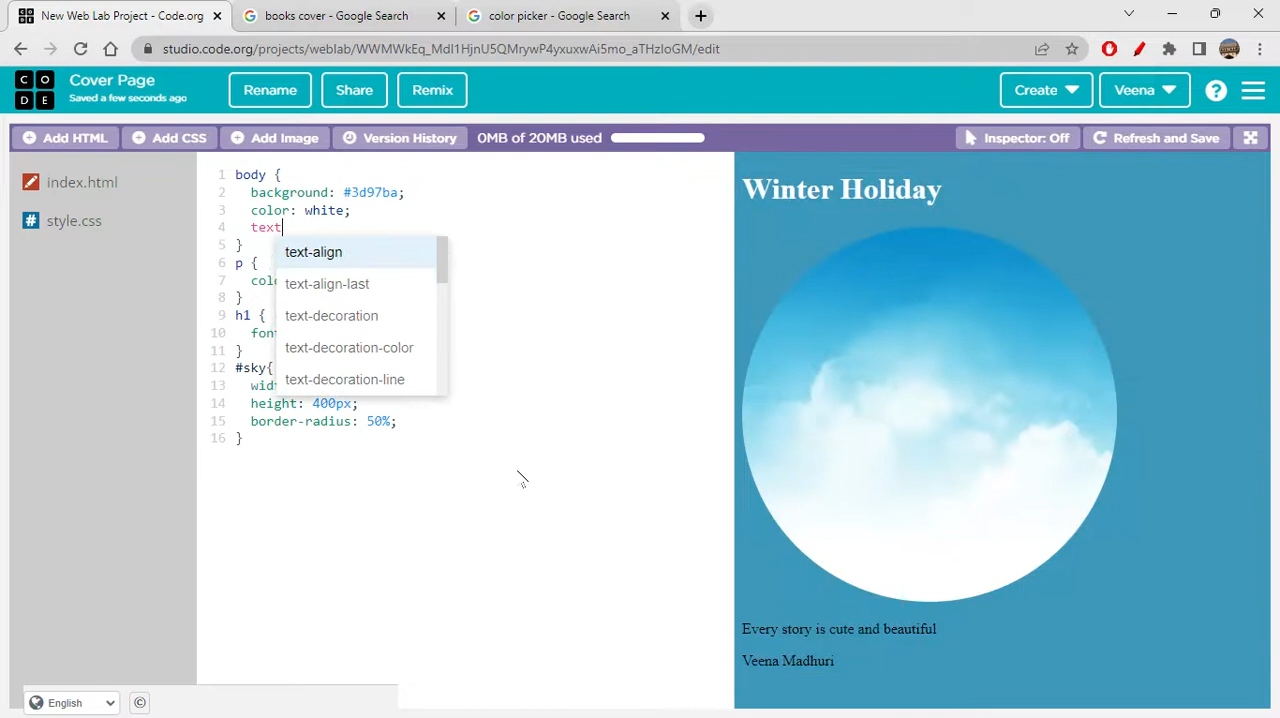 New Web Lab Project - Code.org
books cover - Google Search
color picker - Google Search
studio.code.org/projects/weblab/WWMWkEq_MdI1HjnU5QMrywP4yxuxwAi5mo_aTHzIoGM/edit
CODE
Cover Page
Saved a few seconds ago
Rename
Share
Remix
Create
Veena
?
Add HTML
Add CSS
Add Image
Version History
0MB of 20MB used
Inspector: Off
Refresh and Save
index.html
# style.css
1 body {
2 background: #3d97ba;
3 color: white;
4 text
5 }
6 p {
7 colo
8 }
9 h1 {
10 fon
11 }
12 #sky{
13 widt
14 height: 400px;
15 border-radius: 50%;
16 }
text-align
text-align-last
text-decoration
text-decoration-color
text-decoration-line
Winter Holiday
Every story is cute and beautiful
Veena Madhuri
English
©